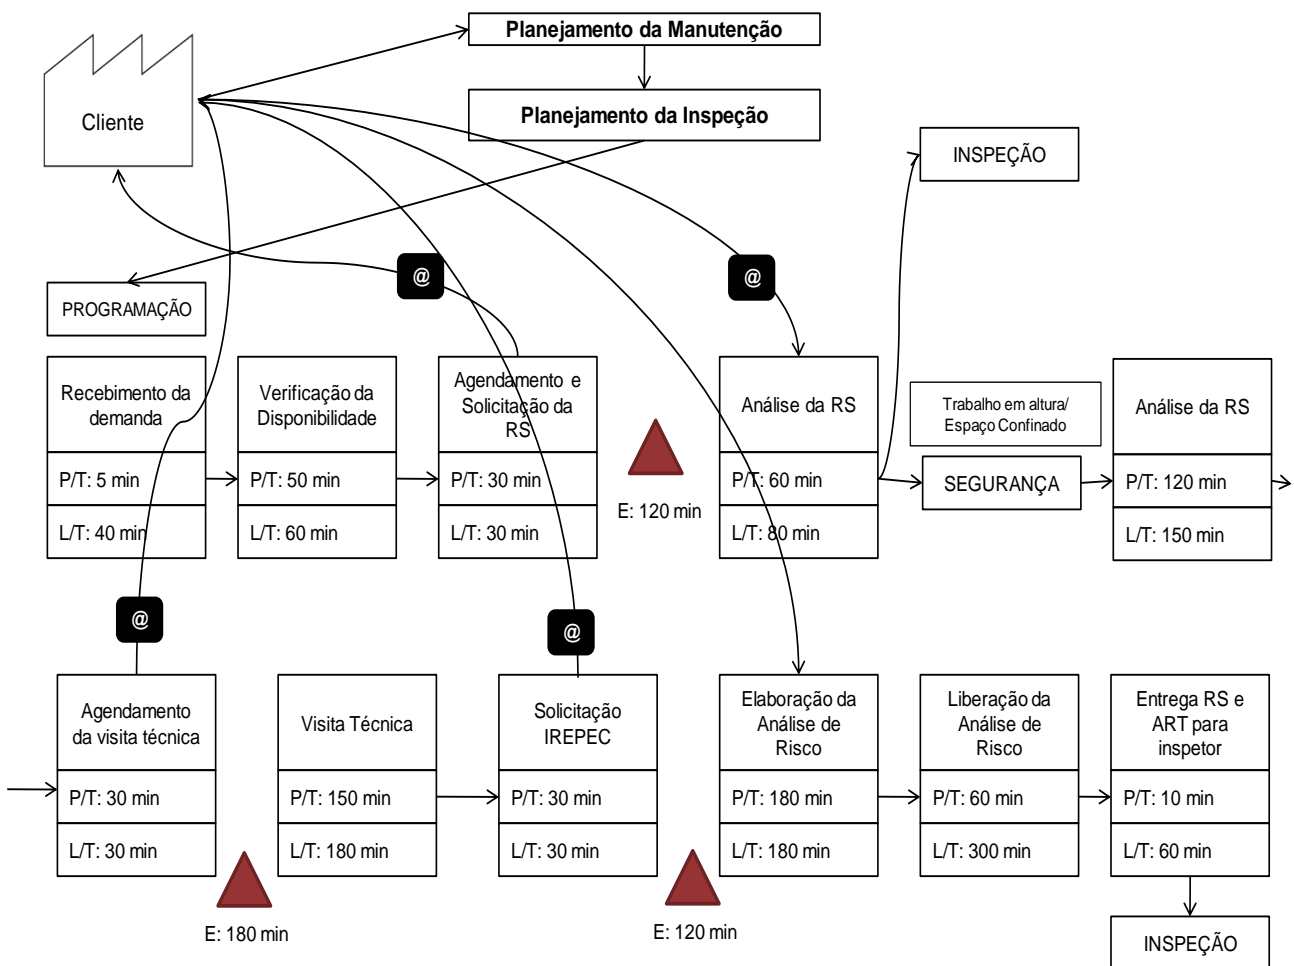 Planejamento da Manutenção
Cliente
Planejamento da Inspeção
INSPEÇÃO
@
@
PROGRAMAÇÃO
Recebimento da
demanda
P/T: 5 min
L/T: 40 min
Verificação da
Disponibilidade
P/T: 50 min
L/T: 60 min
Agendamento e
Solicitação da
RS
P/T: 30 min
L/T: 30 min
E: 120 min
Análise da RS
P/T: 60 min
L/T: 80 min
Trabalho em altura/
Espaço Confinado
SEGURANÇA
Análise da RS
P/T: 120 min
L/T: 150 min
@
@
Agendamento
da visita técnica
P/T: 30 min
L/T: 30 min
E: 180 min
Visita Técnica
P/T: 150 min
L/T: 180 min
Solicitação
IREPEC
P/T: 30 min
L/T: 30 min
E: 120 min
Elaboração da
Análise de
Risco
P/T: 180 min
L/T: 180 min
Liberação da
Análise de
Risco
P/T: 60 min
L/T: 300 min
Entrega RS e
ART para
inspetor
P/T: 10 min
L/T: 60 min
INSPEÇÃO